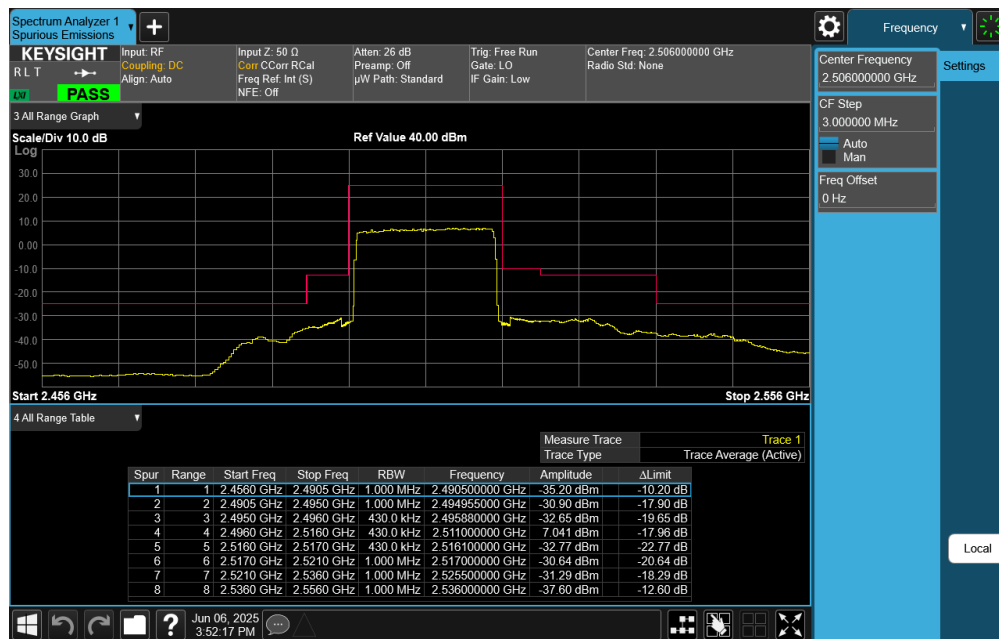 Spectrum Analyzer 1
Spurious Emissions
Frequency
KEYSIGHT
R L T
LXI
PASS
Input: RF
Coupling: DC
Align: Auto
Input Z: 50 Ω
Corr CCorr RCal
Freq Ref: Int (S)
NFE: Off
Atten: 26 dB
Preamp: Off
µW Path: Standard
Trig: Free Run
Gate: LO
IF Gain: Low
Center Freq: 2.506000000 GHz
Radio Std: None
Center Frequency
2.506000000 GHz
Settings
CF Step
3.000000 MHz
Auto
Man
Freq Offset
0 Hz
Local
3 All Range Graph
Scale/Div 10.0 dB
Ref Value 40.00 dBm
Log
30.0
20.0
10.0
0.00
-10.0
-20.0
-30.0
-40.0
-50.0
Start 2.456 GHz
Stop 2.556 GHz
4 All Range Table
Measure Trace Trace 1
Trace Type Trace Average (Active)
Spur Range Start Freq Stop Freq RBW Frequency Amplitude ΔLimit
1 1 2.4560 GHz 2.4905 GHz 1.000 MHz 2.490500000 GHz -35.20 dBm -10.20 dB
2 2 2.4905 GHz 2.4950 GHz 1.000 MHz 2.494955000 GHz -30.90 dBm -17.90 dB
3 3 2.4950 GHz 2.4960 GHz 430.0 kHz 2.495880000 GHz -32.65 dBm -19.65 dB
4 4 2.4960 GHz 2.5160 GHz 430.0 kHz 2.511000000 GHz 7.041 dBm -17.96 dB
5 5 2.5160 GHz 2.5170 GHz 430.0 kHz 2.516100000 GHz -32.77 dBm -22.77 dB
6 6 2.5170 GHz 2.5210 GHz 1.000 MHz 2.517000000 GHz -30.64 dBm -20.64 dB
7 7 2.5210 GHz 2.5360 GHz 1.000 MHz 2.525500000 GHz -31.29 dBm -18.29 dB
8 8 2.5360 GHz 2.5560 GHz 1.000 MHz 2.536000000 GHz -37.60 dBm -12.60 dB
Jun 06, 2025
3:52:17 PM